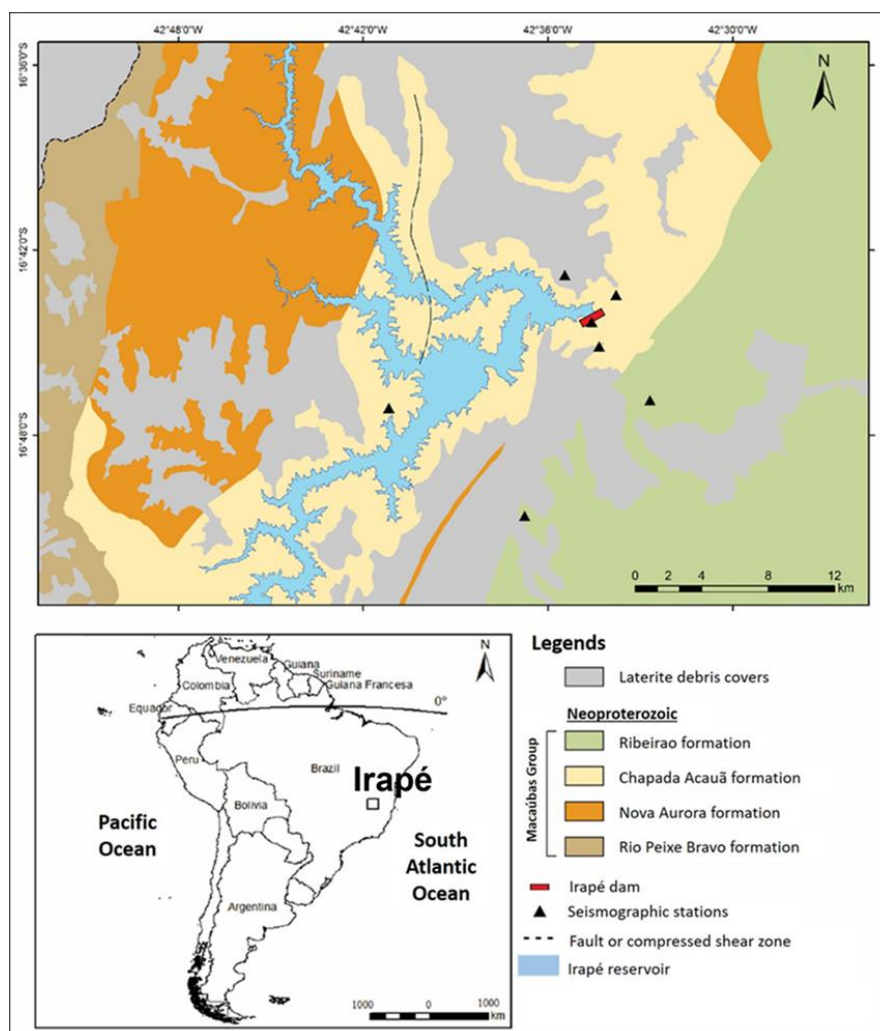 42°48'0"W 42°42'0"W 42°36'0"W 42°30'0"W
16°36'S
N
16°42'0"S
16°48'0"S
0 2 4 8 12
km
N
Venezuela
Guiana
Suriname
Guiana Francesa
Colombia
0°
Equador
Peru
Brazil
Irapé
Bolivia
Pacific
Ocean
South
Atlantic
Ocean
Argentina
1000 0 1000
km
Legends
Laterite debris covers
Neoproterozoic
Macaúbas Group
Ribeirao formation
Chapada Acauã formation
Nova Aurora formation
Rio Peixe Bravo formation
Irapé dam
Seismographic stations
Fault or compressed shear zone
Irapé reservoir